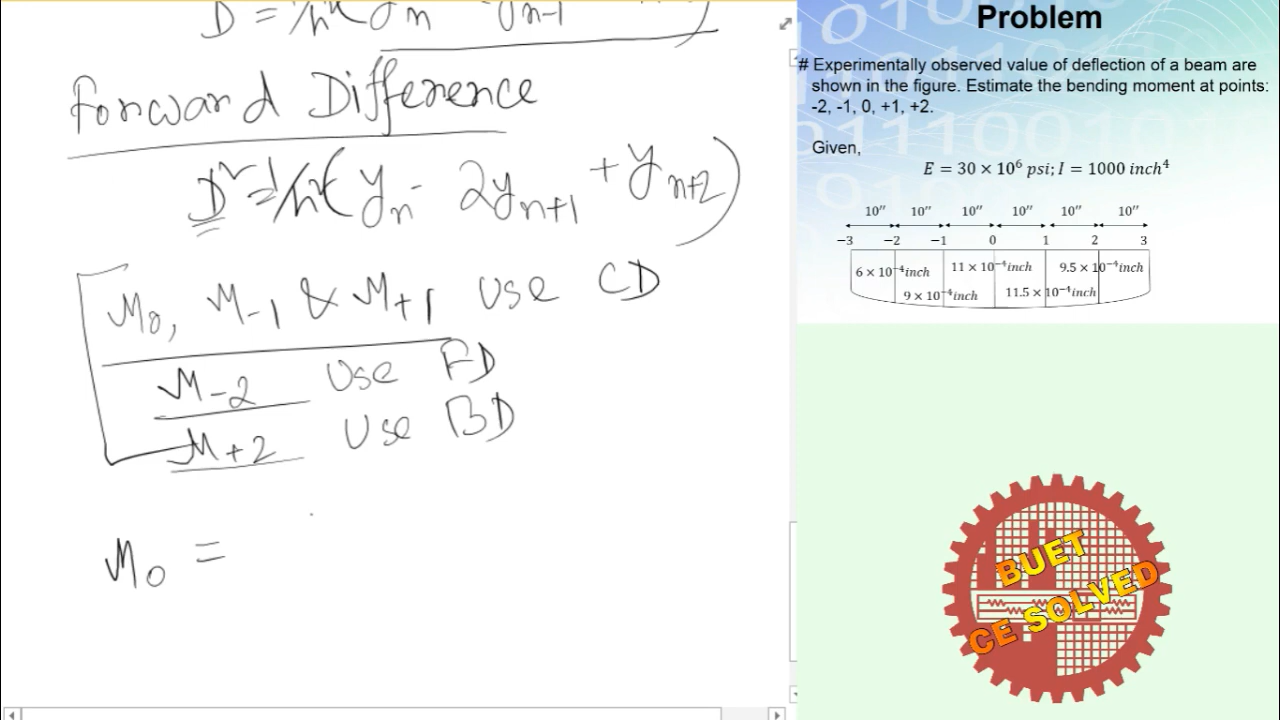 Forward Difference
D² = 1/h² (yₙ - 2yₙ₊₁ + yₙ₊₂)
M₀, M₋₁ & M₊₁ Use CD
M₋₂ Use FD
M₊₂ Use BD
M₀ =
Problem
# Experimentally observed value of deflection of a beam are
shown in the figure. Estimate the bending moment at points:
-2, -1, 0, +1, +2.
Given,
E = 30 × 10⁶ psi; I = 1000 inch⁴
10″ 10″ 10″ 10″ 10″ 10″
−3 −2 −1 0 1 2 3
6 × 10⁻⁴inch 11 × 10⁻⁴inch 9.5 × 10⁻⁴inch
9 × 10⁻⁴inch 11.5 × 10⁻⁴inch
BUET
CE SOLVED